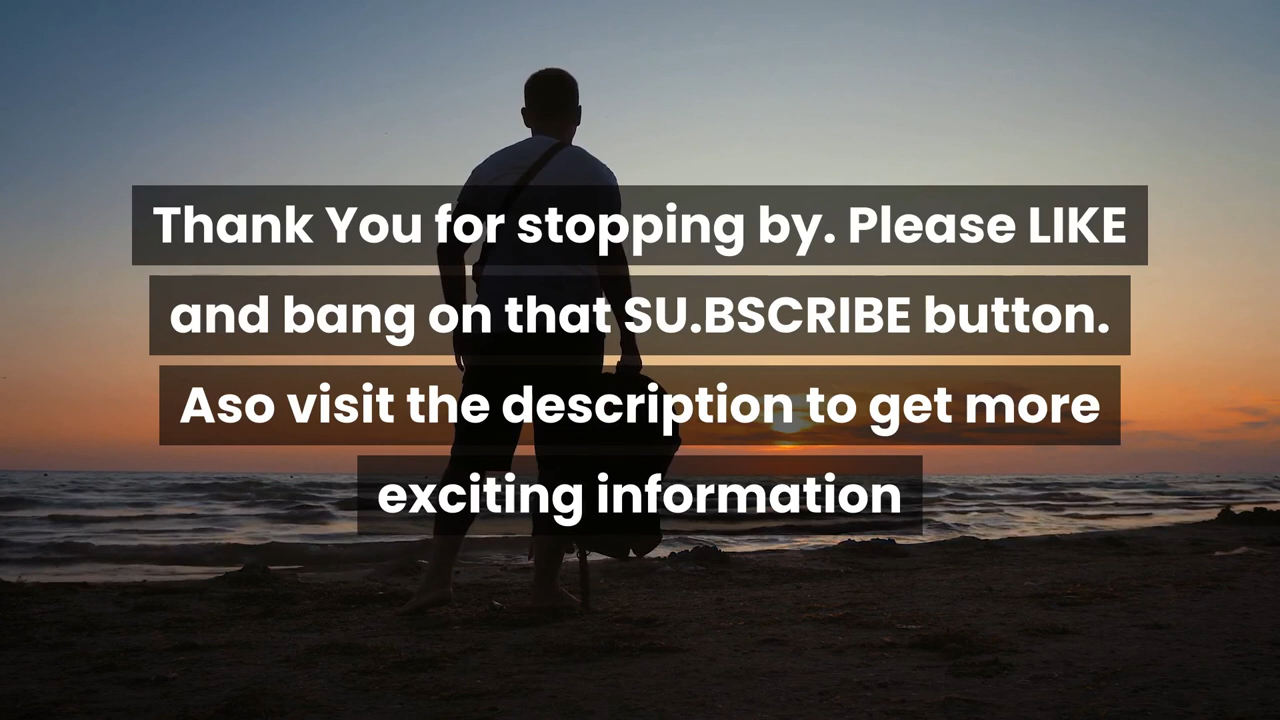 Thank You for stopping by. Please LIKE
and bang on that SU.BSCRIBE button.
Aso visit the description to get more
exciting information